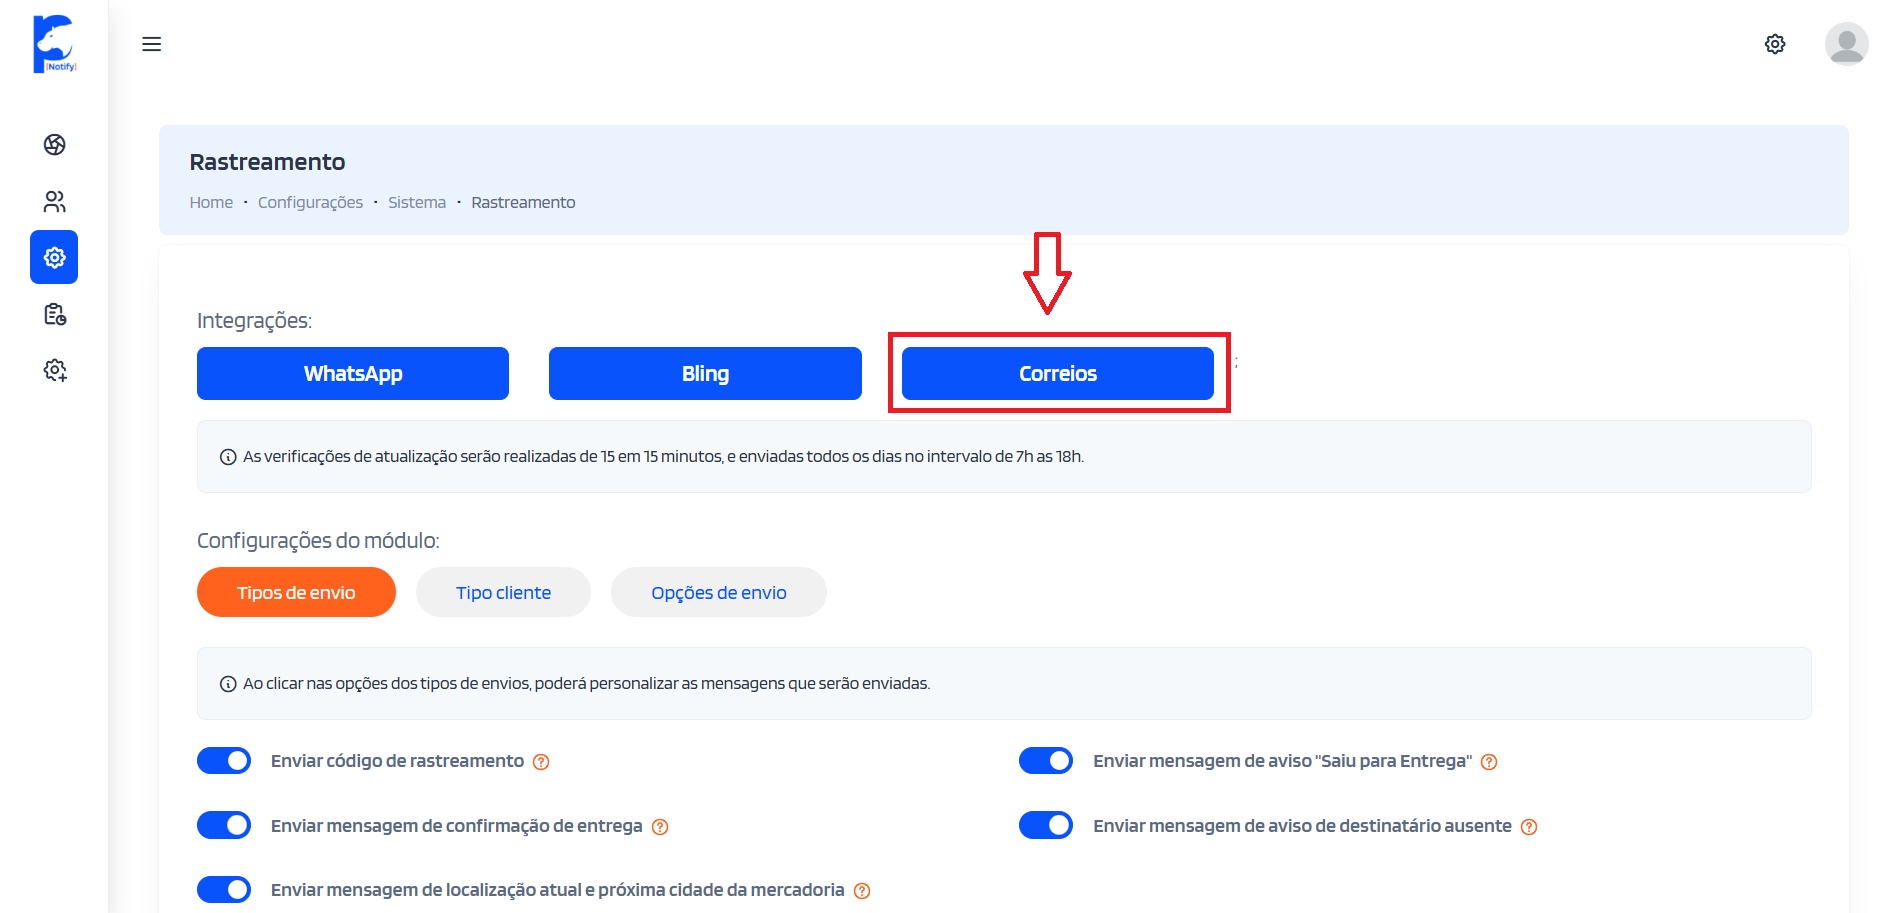 [Notify]
Rastreamento
Home · Configurações · Sistema · Rastreamento
Integrações:
WhatsApp
Bling
Correios
;
As verificações de atualização serão realizadas de 15 em 15 minutos, e enviadas todos os dias no intervalo de 7h as 18h.
Configurações do módulo:
Tipos de envio
Tipo cliente
Opções de envio
Ao clicar nas opções dos tipos de envios, poderá personalizar as mensagens que serão enviadas.
Enviar código de rastreamento
Enviar mensagem de aviso "Saiu para Entrega"
Enviar mensagem de confirmação de entrega
Enviar mensagem de aviso de destinatário ausente
Enviar mensagem de localização atual e próxima cidade da mercadoria